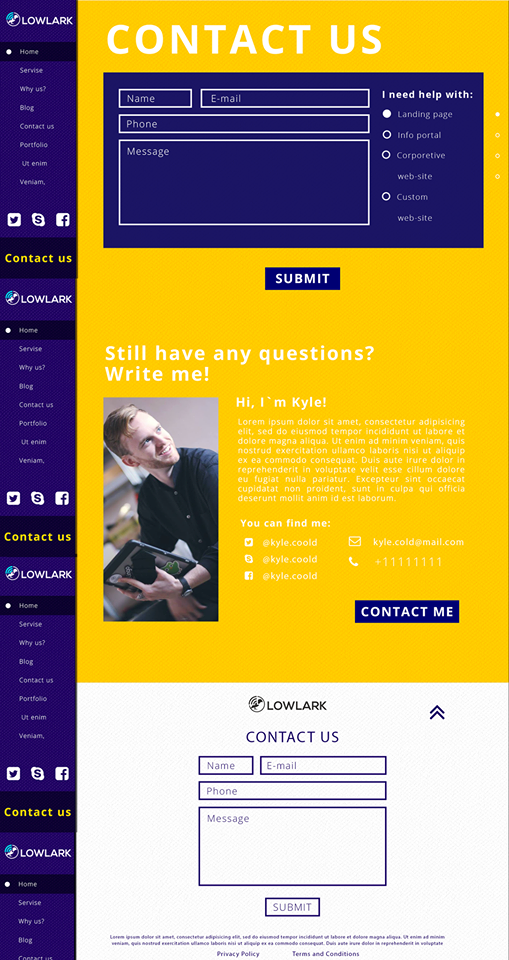 LOWLARK
Home
Servise
Why us?
Blog
Contact us
Portfolio
Ut enim
Veniam,
Contact us
LOWLARK
Home
Servise
Why us?
Blog
Contact us
Portfolio
Ut enim
Veniam,
Contact us
LOWLARK
Home
Servise
Why us?
Blog
Contact us
Portfolio
Ut enim
Veniam,
Contact us
LOWLARK
Home
Servise
Why us?
Blog
Contact us
CONTACT US
Name
E-mail
Phone
Message
I need help with:
Landing page
Info portal
Corporetive
web-site
Custom
web-site
SUBMIT
Still have any questions?
Write me!
Hi, I`m Kyle!
Lorem ipsum dolor sit amet, consectetur adipisicing
elit, sed do eiusmod tempor incididunt ut labore et
dolore magna aliqua. Ut enim ad minim veniam, quis
nostrud exercitation ullamco laboris nisi ut aliquip
ex ea commodo consequat. Duis aute irure dolor in
reprehenderit in voluptate velit esse cillum dolore
eu fugiat nulla pariatur. Excepteur sint occaecat
cupidatat non proident, sunt in culpa qui officia
deserunt mollit anim id est laborum.
You can find me:
@kyle.coold
@kyle.coold
@kyle.coold
kyle.cold@mail.com
+11111111
CONTACT ME
LOWLARK
CONTACT US
Name
E-mail
Phone
Message
SUBMIT
Lorem ipsum dolor sit amet, consectetur adipisicing elit, sed do eiusmod tempor incididunt ut labore et dolore magna aliqua. Ut enim ad minim
veniam, quis nostrud exercitation ullamco laboris nisi ut aliquip ex ea commodo consequat. Duis aute irure dolor in voluptate
Privacy Policy
Terms and Conditions